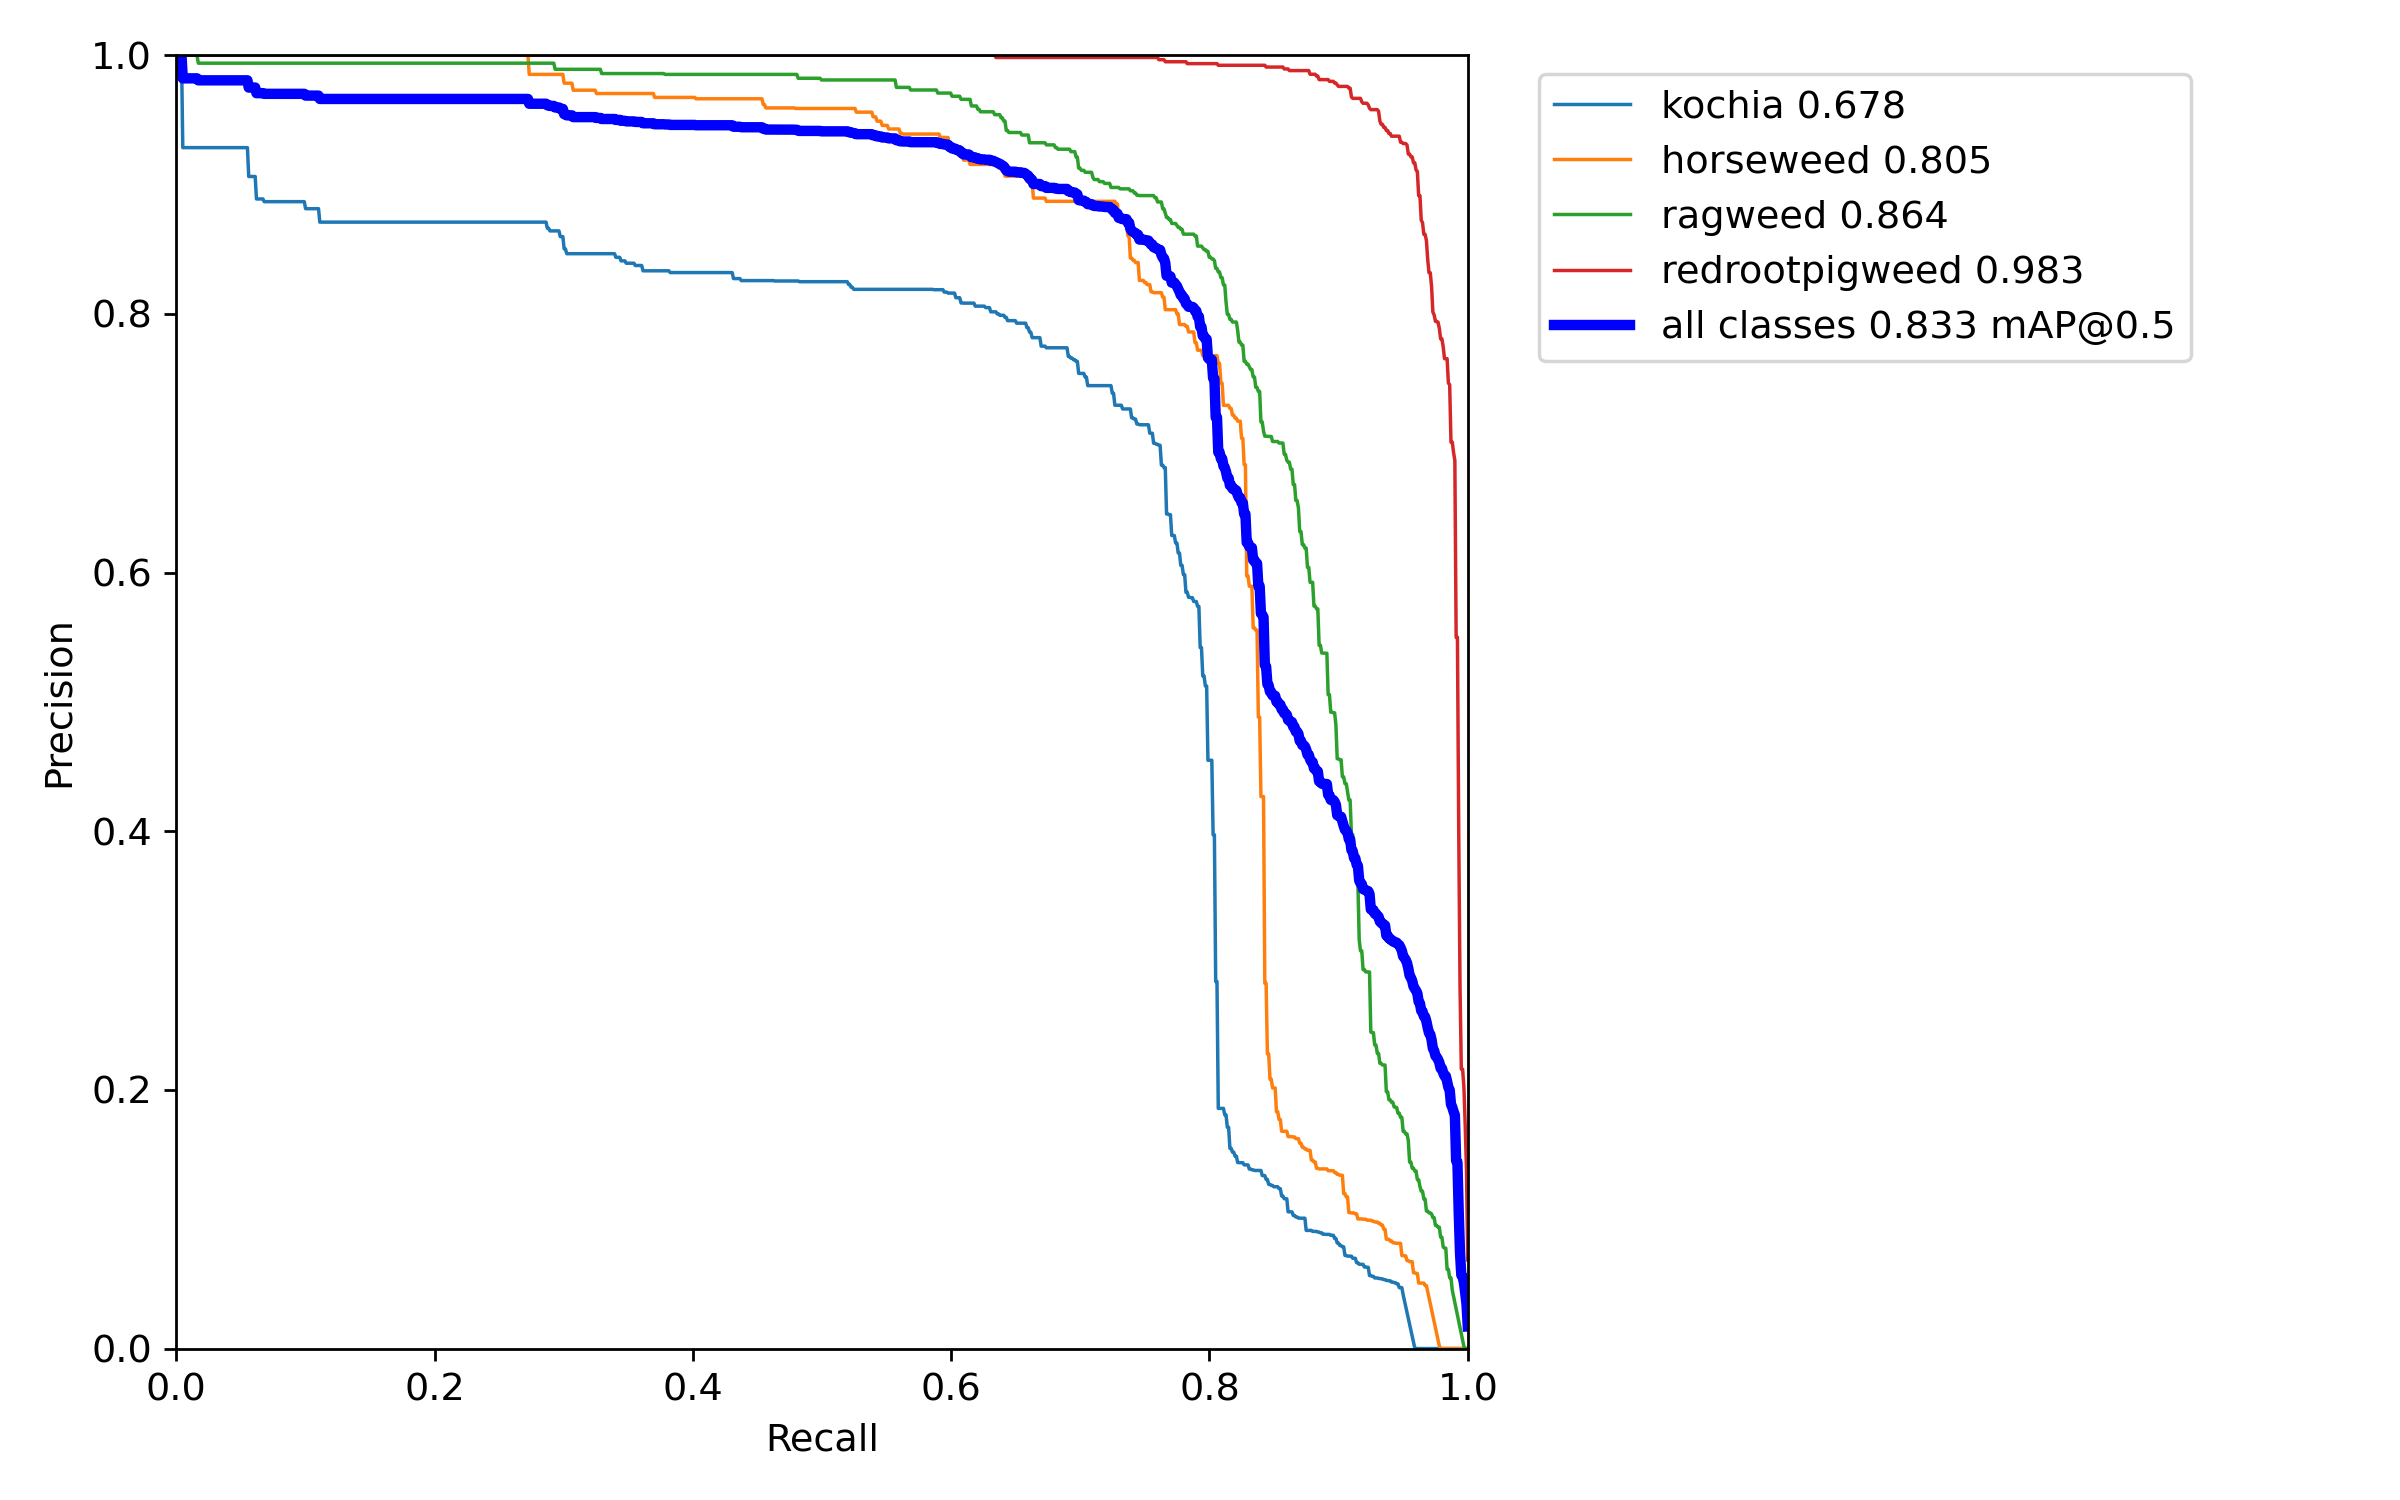 1.0
0.8
0.6
0.4
0.2
0.0
Precision
0.0 0.2 0.4 0.6 0.8 1.0
Recall
kochia 0.678
horseweed 0.805
ragweed 0.864
redrootpigweed 0.983
all classes 0.833 mAP@0.5